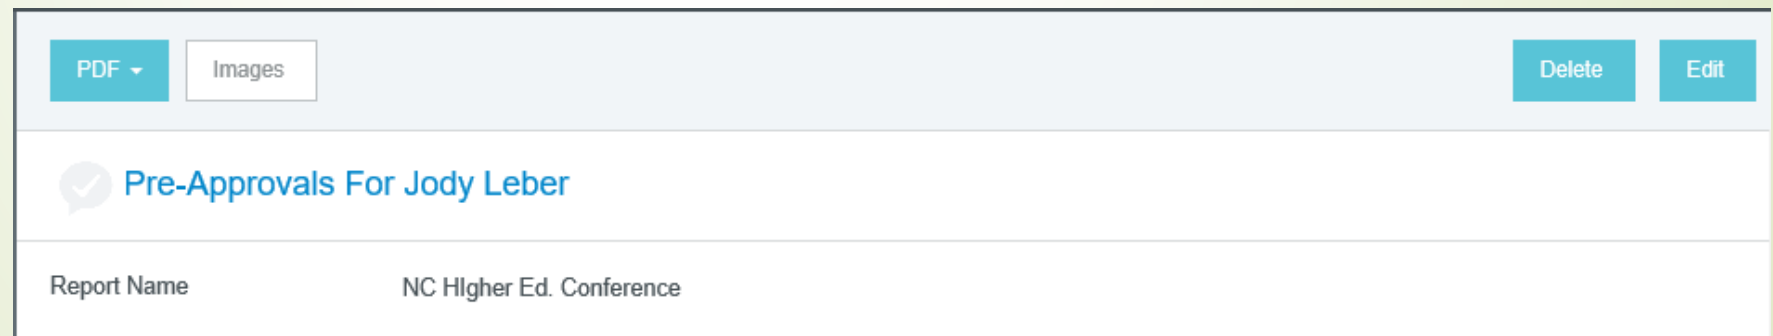 PDF Images Delete Edit
Pre-Approvals For Jody Leber
Report Name NC HIgher Ed. Conference